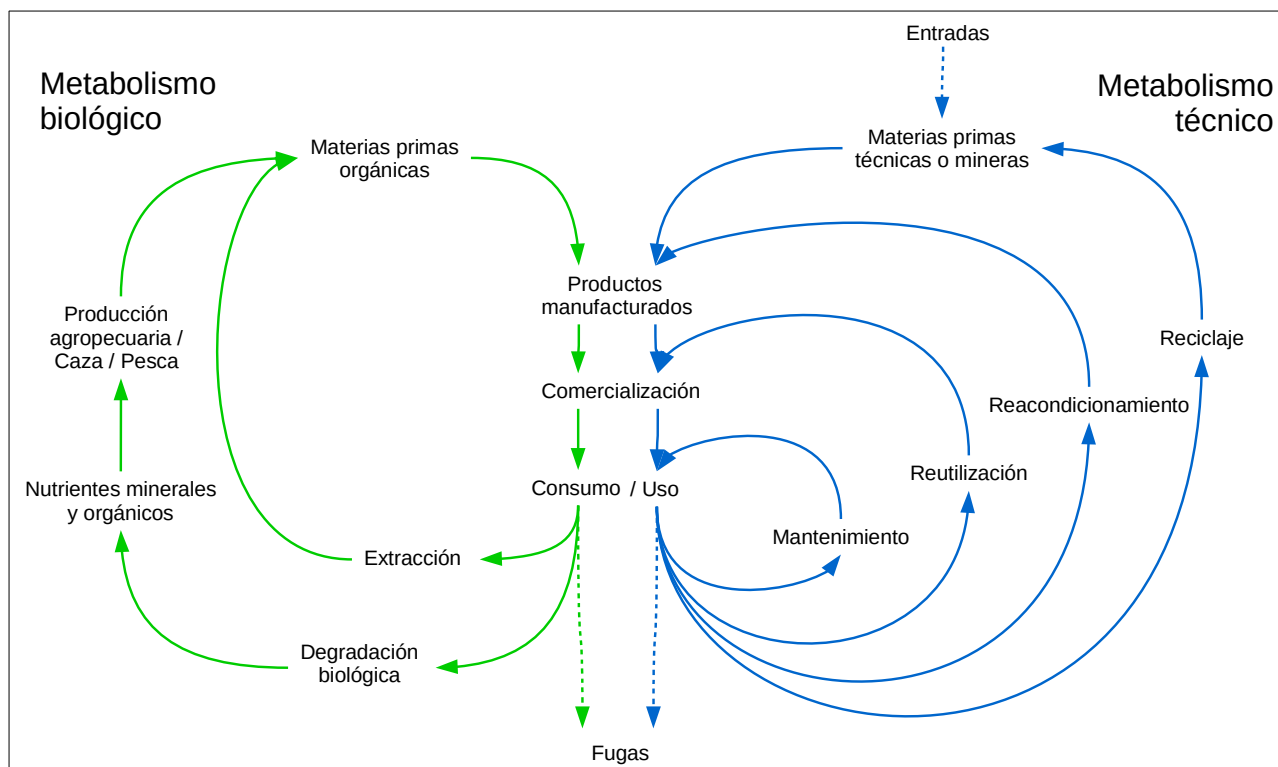 Entradas
Metabolismo
biológico
Metabolismo
técnico
Materias primas
orgánicas
Materias primas
técnicas o mineras
Productos
manufacturados
Producción
agropecuaria /
Caza / Pesca
Reciclaje
Comercialización
Reacondicionamiento
Reutilización
Nutrientes minerales
y orgánicos
Consumo / Uso
Mantenimiento
Extracción
Degradación
biológica
Fugas